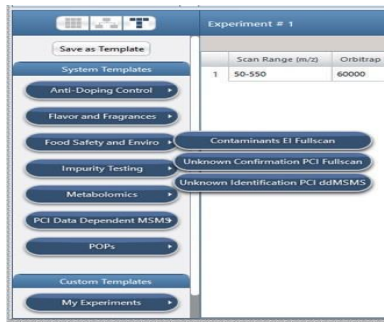 Experiment # 1
Save as Template
Scan Range (m/z) Orbitrap
System Templates
1 50-550 60000
Anti-Doping Control
Flavor and Fragrances
Food Safety and Enviro
Contaminants EI Fullscan
Unknown Confirmation PCI Fullscan
Unknown Identification PCI ddMSMS
Impurity Testing
Metabolomics
PCI Data Dependent MSMS
POPs
Custom Templates
My Experiments